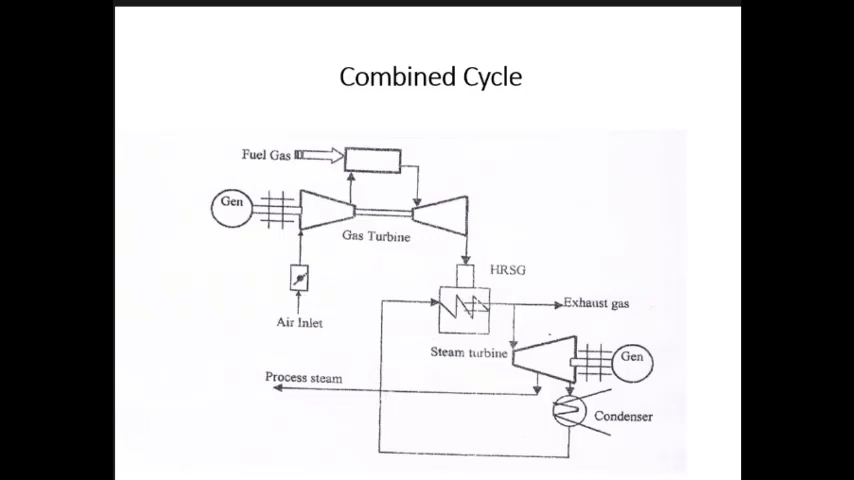 Combined Cycle
Fuel Gas
Gen
Gas Turbine
HRSG
Air Inlet
Exhaust gas
Steam turbine
Gen
Process steam
Condenser